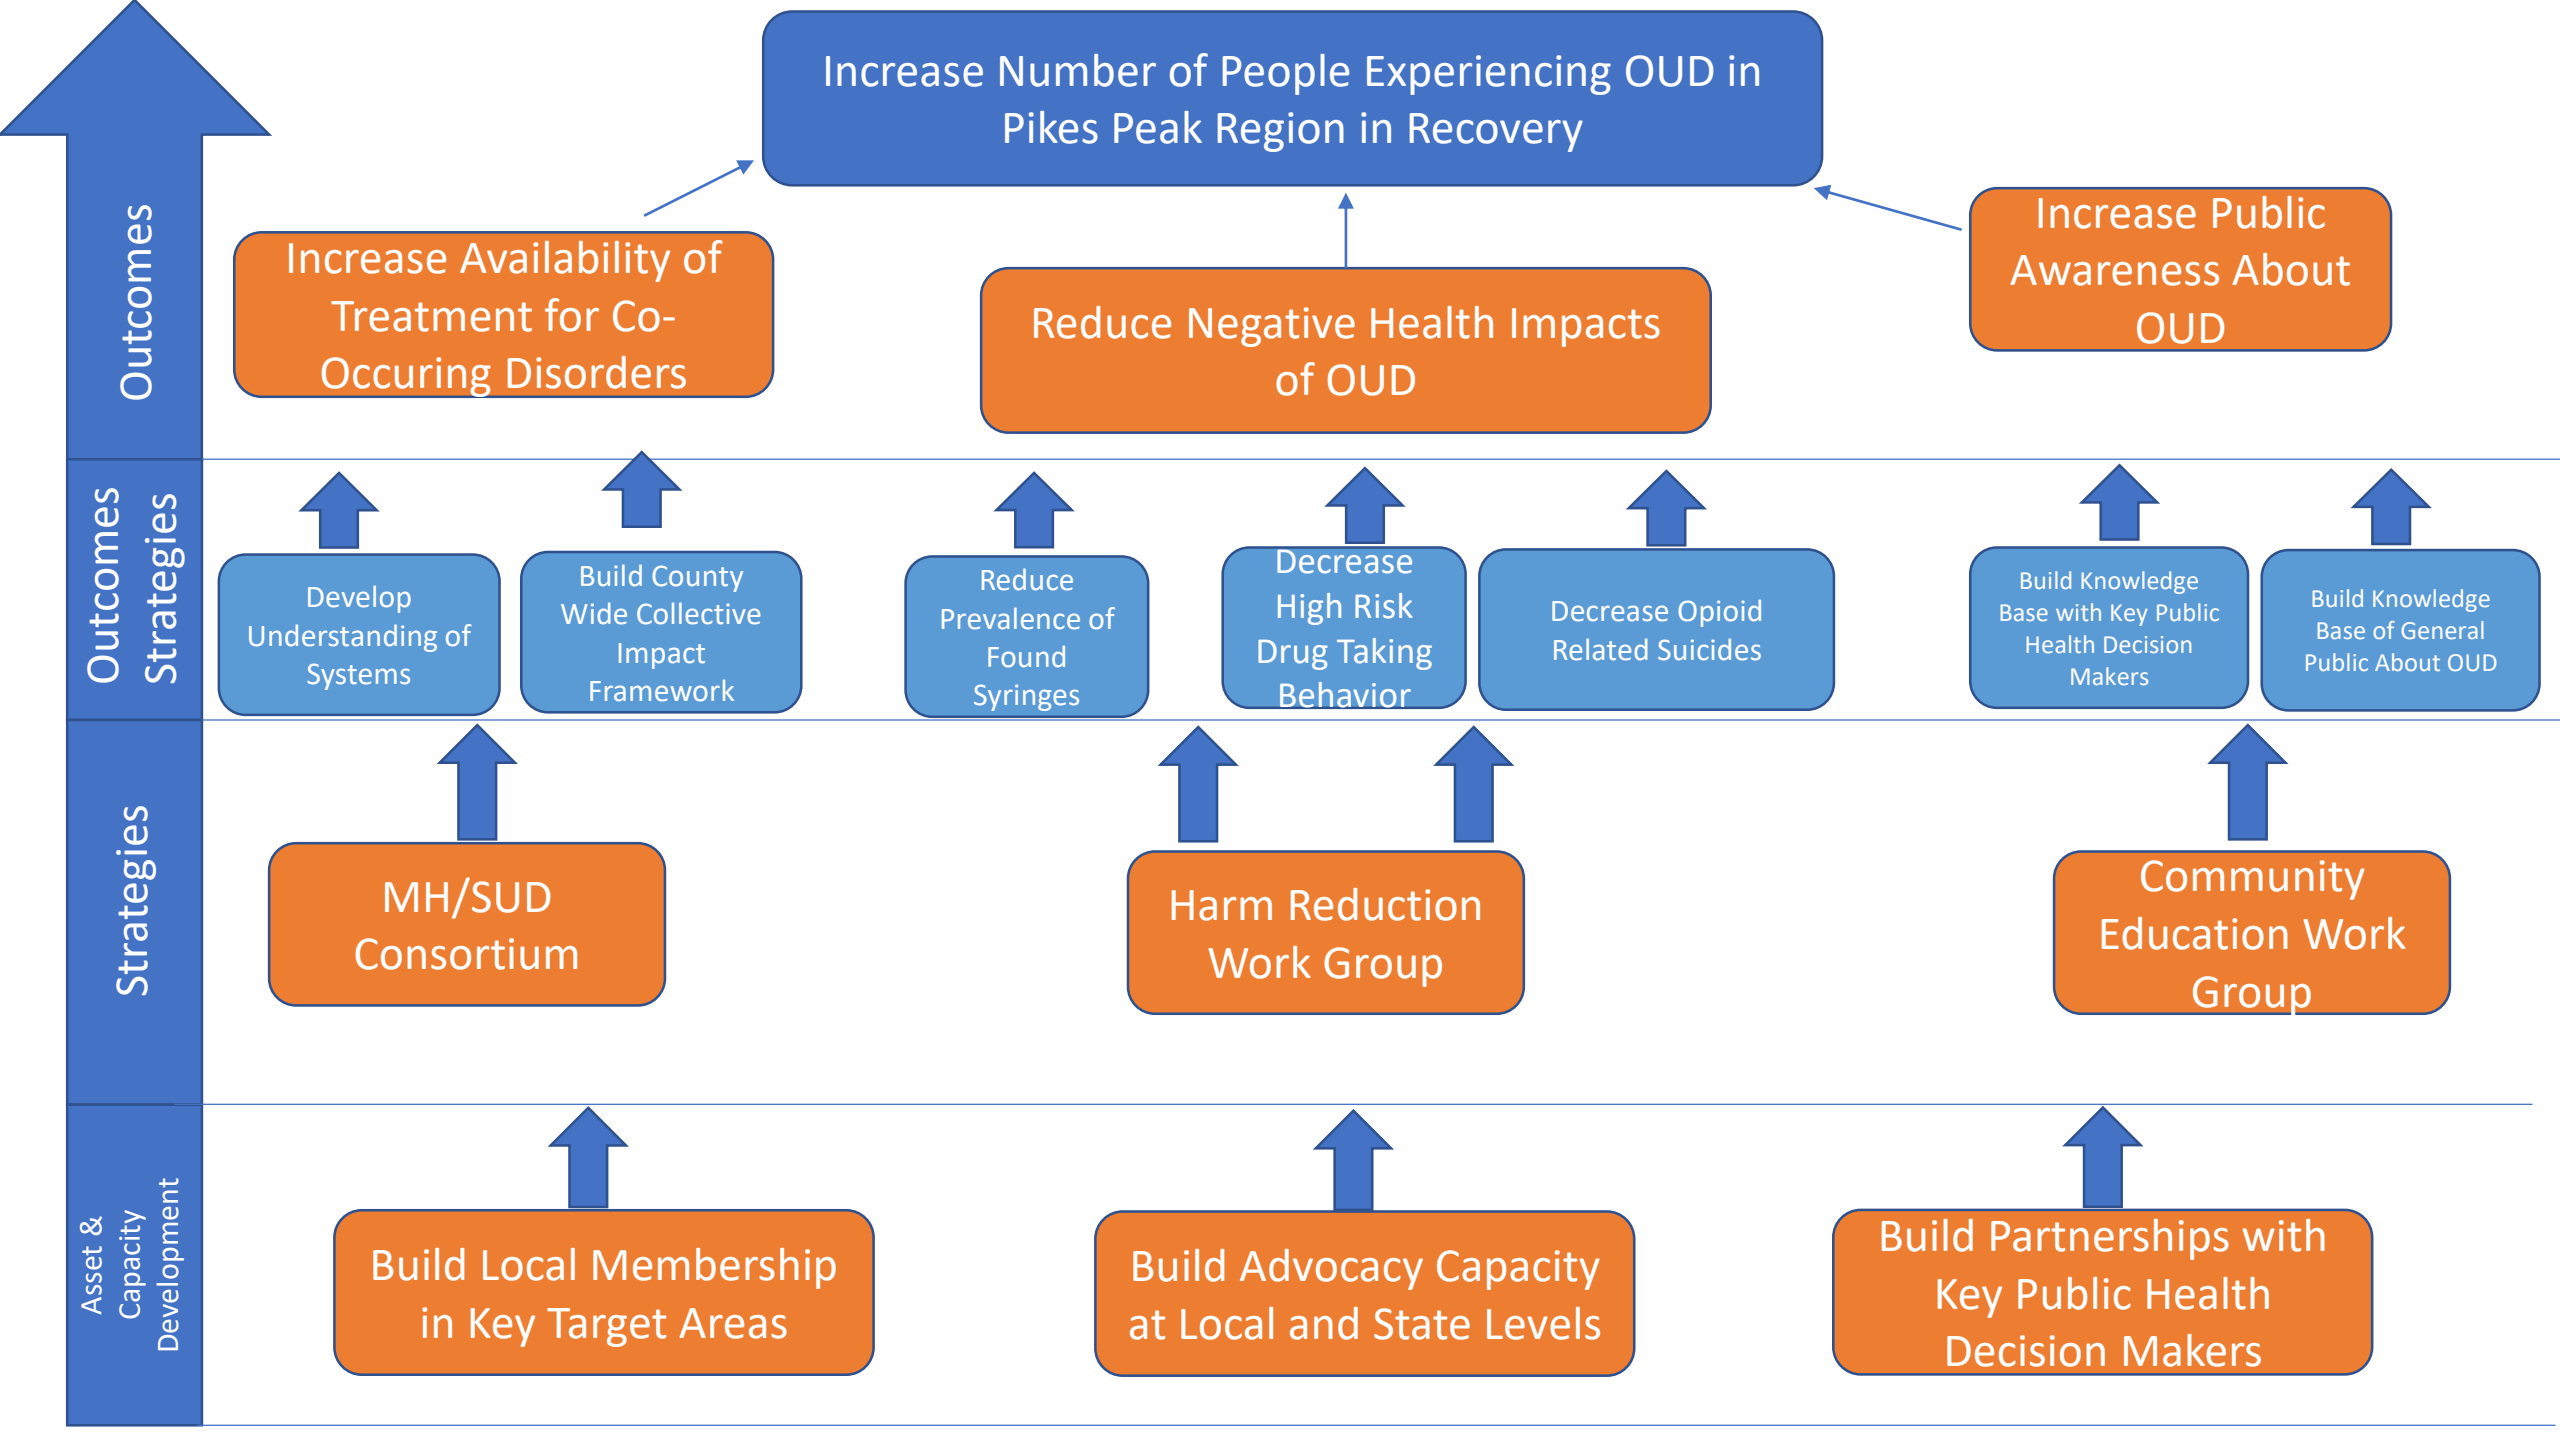 Increase Number of People Experiencing OUD in
Pikes Peak Region in Recovery
Outcomes
Increase Availability of
Treatment for Co-
Occuring Disorders
Reduce Negative Health Impacts
of OUD
Increase Public
Awareness About
OUD
Outcomes
Strategies
Develop
Understanding of
Systems
Build County
Wide Collective
Impact
Framework
Reduce
Prevalence of
Found
Syringes
Decrease
High Risk
Drug Taking
Behavior
Decrease Opioid
Related Suicides
Build Knowledge
Base with Key Public
Health Decision
Makers
Build Knowledge
Base of General
Public About OUD
Strategies
MH/SUD
Consortium
Harm Reduction
Work Group
Community
Education Work
Group
Asset &
Capacity
Development
Build Local Membership
in Key Target Areas
Build Advocacy Capacity
at Local and State Levels
Build Partnerships with
Key Public Health
Decision Makers